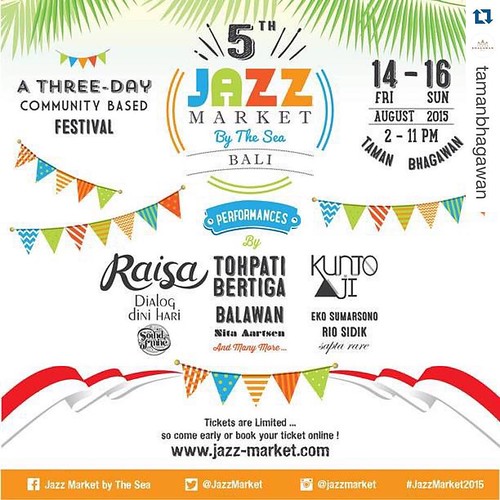 5TH
JAZZ
MARKET
By The Sea
BALI
A THREE-DAY
COMMUNITY BASED
FESTIVAL
14 - 16
FRI SUN
AUGUST 2015
2 - 11 PM
TAMAN BHAGAWAN
tamanbhagawan
PERFORMANCES
By
Raisa
Dialog
dini Hari
Sound
of Mine
TOHPATI
BERTIGA
BALAWAN
Nita Aartsen
And Many More ...
KUNTO
AJI
EKO SUMARSONO
RIO SIDIK
sapta rare
Tickets are Limited ...
so come early or book your ticket online !
www.jazz-market.com
Jazz Market by The Sea @jazzmarket @jazzmarket #JazzMarket2015